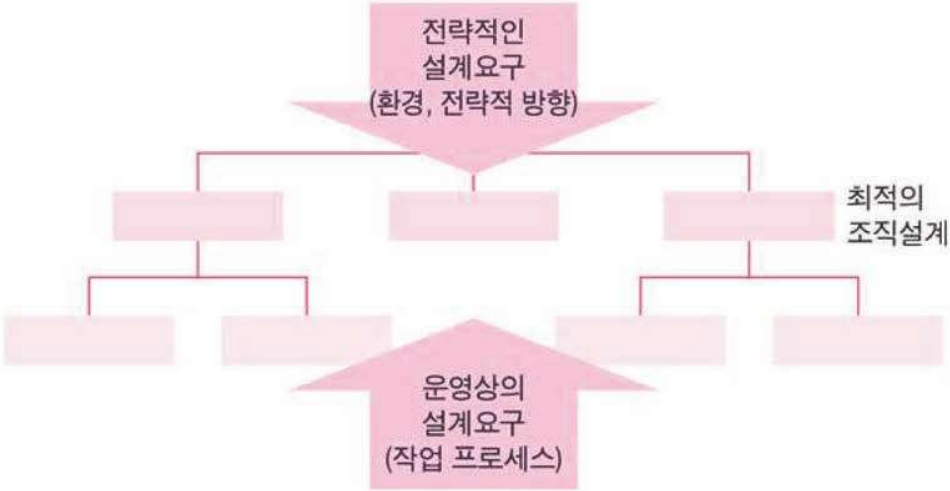 전략적인
설계요구
(환경, 전략적 방향)
최적의
조직설계
운영상의
설계요구
(작업 프로세스)